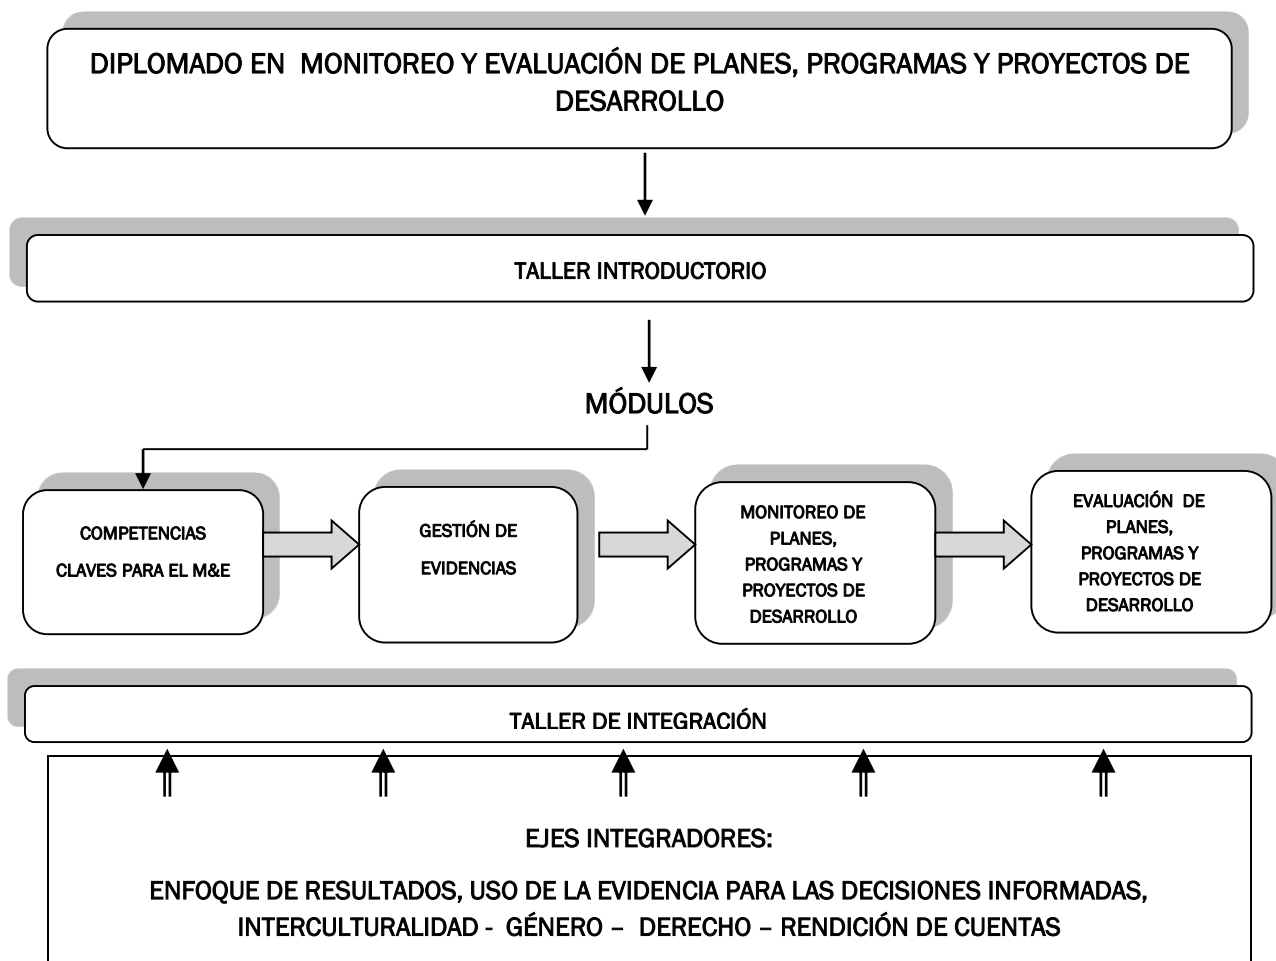 DIPLOMADO EN  MONITOREO Y EVALUACIÓN DE PLANES, PROGRAMAS Y PROYECTOS DE
DESARROLLO
TALLER INTRODUCTORIO
MÓDULOS
COMPETENCIAS
CLAVES PARA EL M&E
GESTIÓN DE
EVIDENCIAS
MONITOREO DE
PLANES,
PROGRAMAS Y
PROYECTOS DE
DESARROLLO
EVALUACIÓN  DE
PLANES,
PROGRAMAS Y
PROYECTOS DE
DESARROLLO
TALLER DE INTEGRACIÓN
EJES INTEGRADORES:
ENFOQUE DE RESULTADOS, USO DE LA EVIDENCIA PARA LAS DECISIONES INFORMADAS,
INTERCULTURALIDAD -  GÉNERO –  DERECHO – RENDICIÓN DE CUENTAS